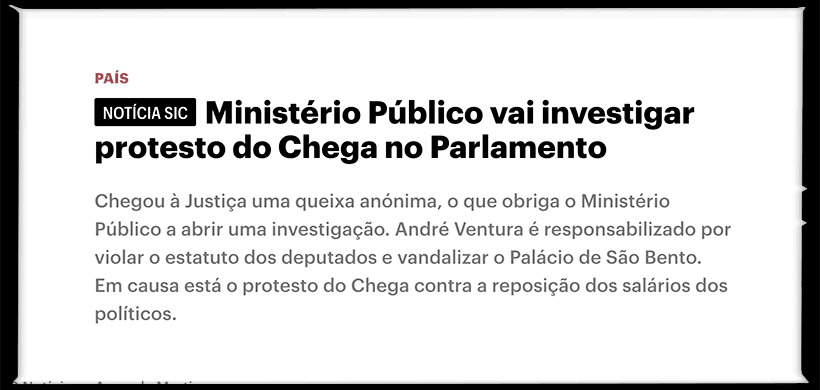 PAÍS
NOTÍCIA SIC Ministério Público vai investigar
protesto do Chega no Parlamento
Chegou à Justiça uma queixa anónima, o que obriga o Ministério
Público a abrir uma investigação. André Ventura é responsabilizado por
violar o estatuto dos deputados e vandalizar o Palácio de São Bento.
Em causa está o protesto do Chega contra a reposição dos salários dos
políticos.